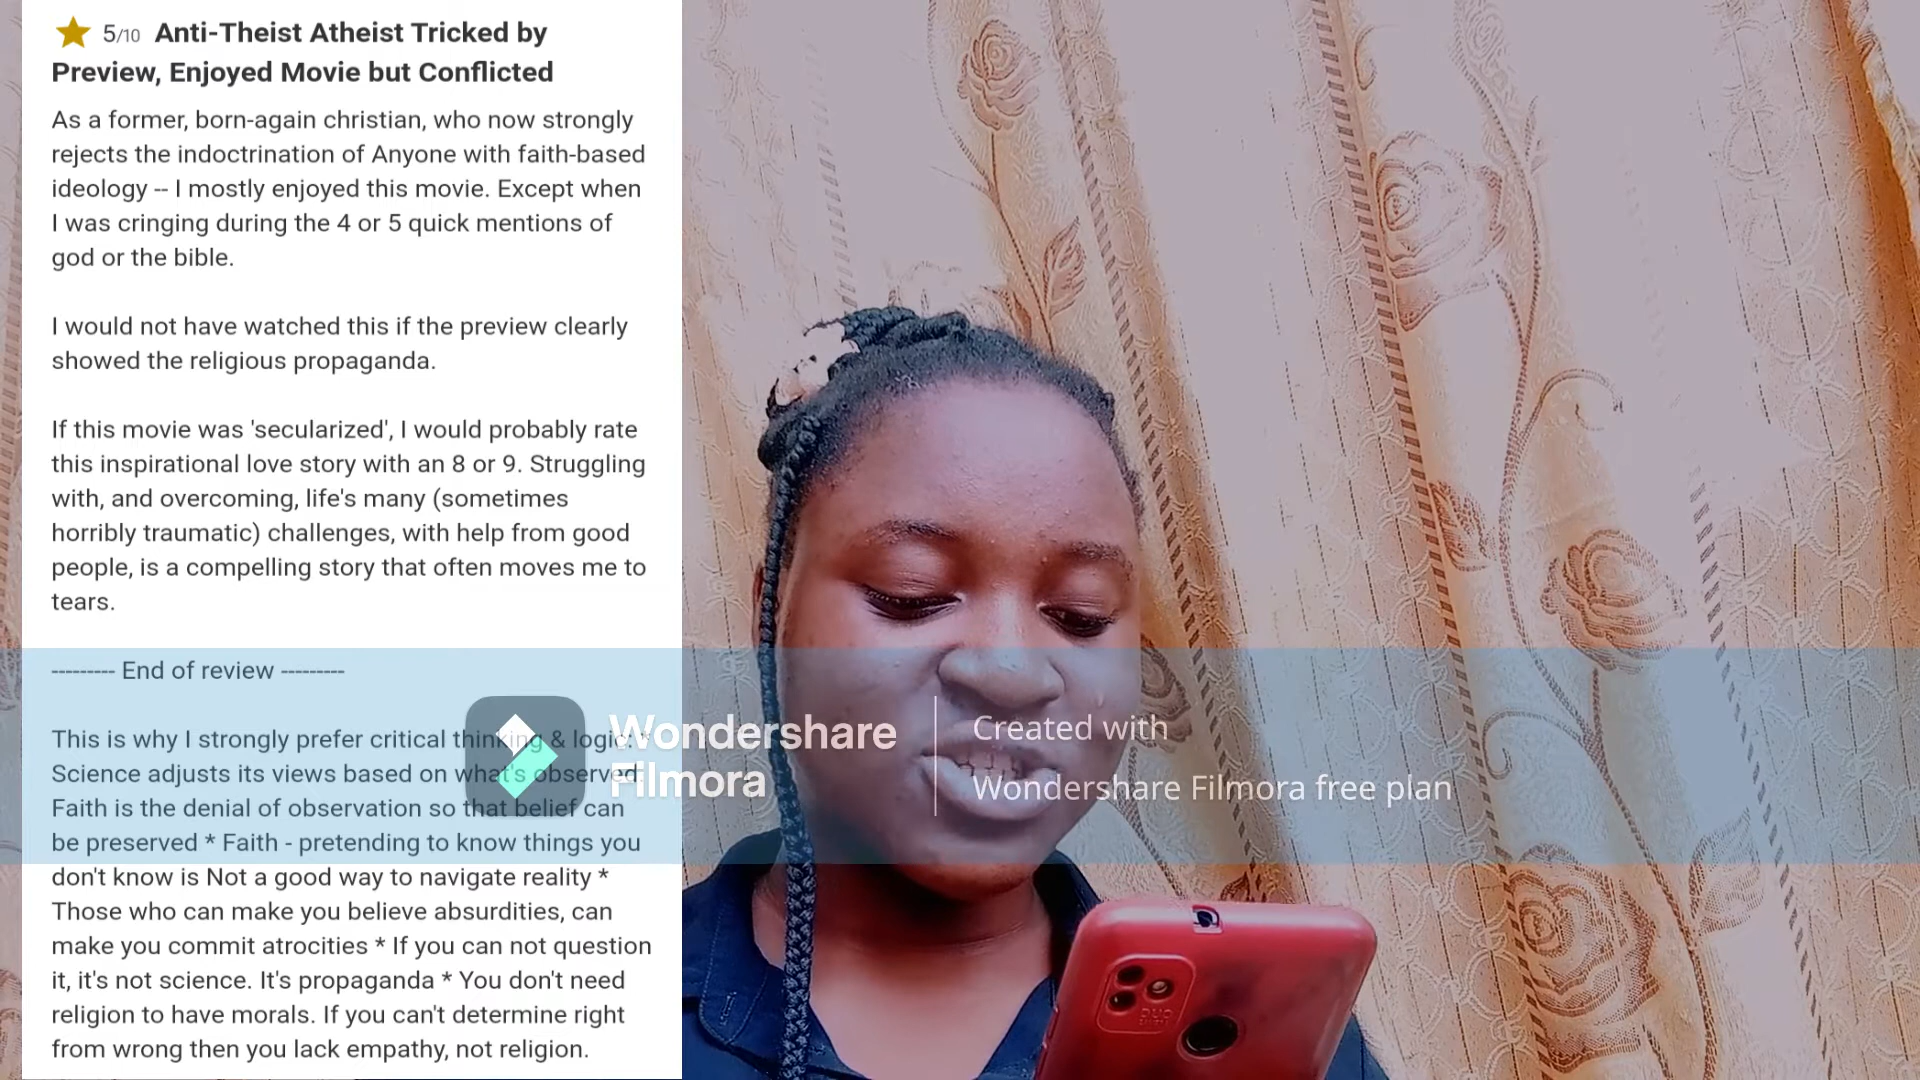 5/10 Anti-Theist Atheist Tricked by
Preview, Enjoyed Movie but Conflicted
As a former, born-again christian, who now strongly
rejects the indoctrination of Anyone with faith-based
ideology -- I mostly enjoyed this movie. Except when
I was cringing during the 4 or 5 quick mentions of
god or the bible.
I would not have watched this if the preview clearly
showed the religious propaganda.
If this movie was 'secularized', I would probably rate
this inspirational love story with an 8 or 9. Struggling
with, and overcoming, life's many (sometimes
horribly traumatic) challenges, with help from good
people, is a compelling story that often moves me to
tears.
--------- End of review ---------
This is why I strongly prefer critical thinking & logic: *
Science adjusts its views based on what's observed.
Faith is the denial of observation so that belief can
be preserved * Faith - pretending to know things you
don't know is Not a good way to navigate reality *
Those who can make you believe absurdities, can
make you commit atrocities * If you can not question
it, it's not science. It's propaganda * You don't need
religion to have morals. If you can't determine right
from wrong then you lack empathy, not religion.
Wondershare
Filmora
Created with
Wondershare Filmora free plan